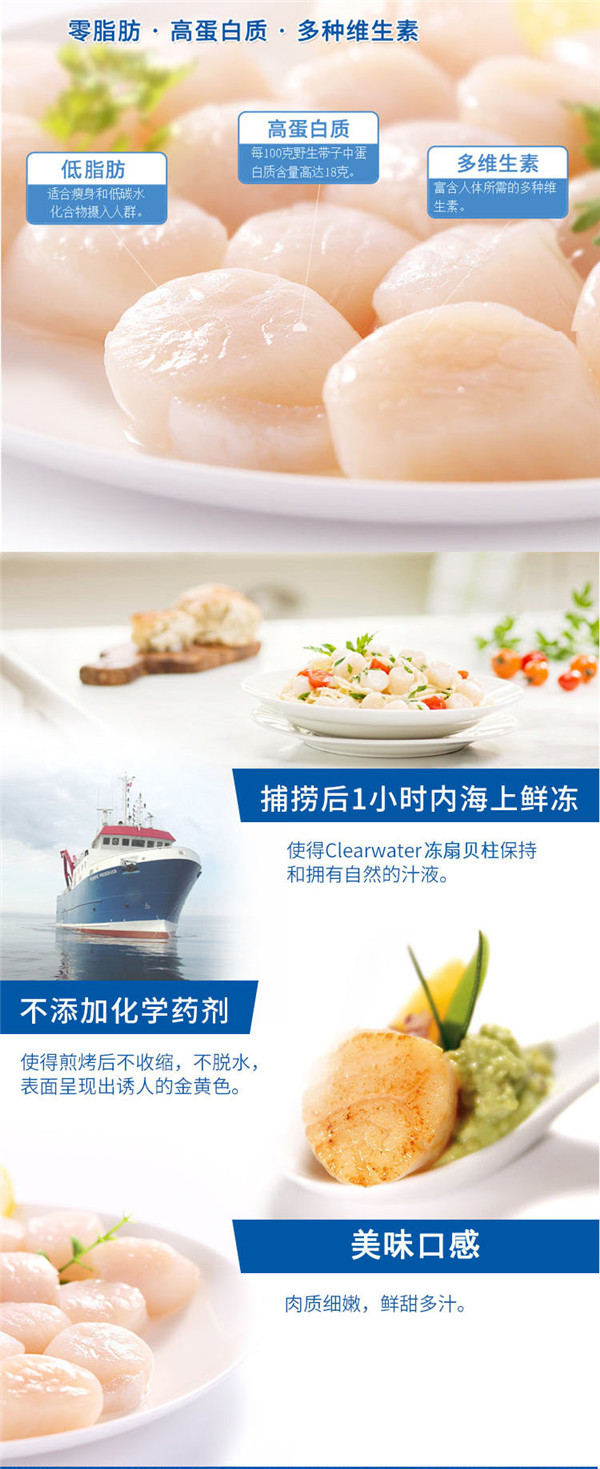 零脂肪·高蛋白质·多种维生素
高蛋白质
每100克野生带子中蛋
白质含量高达18克。
低脂肪
适合瘦身和低碳水
化合物摄入人群。
多维生素
富含人体所需的多种维
生素。
捕捞后1小时内海上鲜冻
使得Clearwater冻扇贝柱保持
和拥有自然的汁液。
不添加化学药剂
使得煎烤后不收缩，不脱水，
表面呈现出诱人的金黄色。
美味口感
肉质细嫩，鲜甜多汁。